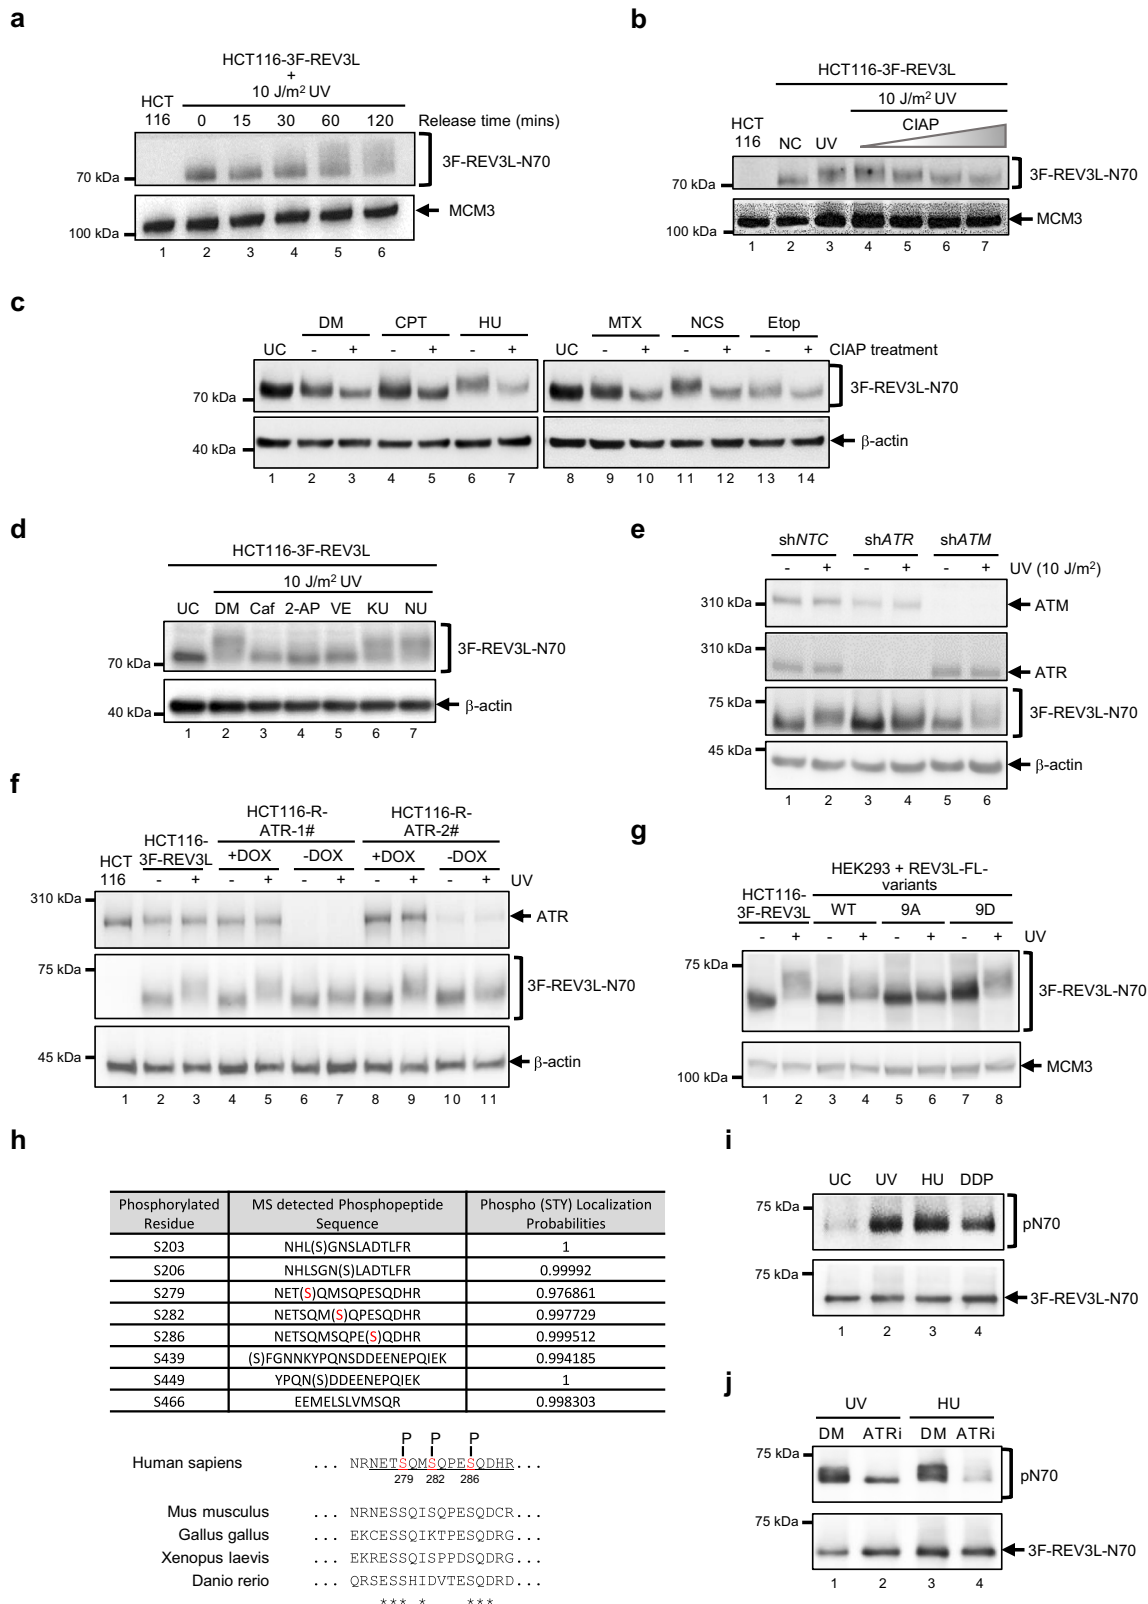 a
HCT116-3F-REV3L
+
10 J/m² UV
HCT
116
0 15 30 60 120 Release time (mins)
3F-REV3L-N70
70 kDa
MCM3
100 kDa
1 2 3 4 5 6
b
HCT116-3F-REV3L
10 J/m² UV
CIAP
HCT
116
NC UV
3F-REV3L-N70
70 kDa
MCM3
100 kDa
1 2 3 4 5 6 7
c
DM CPT HU MTX NCS Etop
UC - + - + - + UC - + - + - + CIAP treatment
3F-REV3L-N70
70 kDa
β-actin
40 kDa
1 2 3 4 5 6 7 8 9 10 11 12 13 14
d
HCT116-3F-REV3L
10 J/m² UV
UC DM Caf 2-AP VE KU NU
3F-REV3L-N70
70 kDa
β-actin
40 kDa
1 2 3 4 5 6 7
e
shNTC shATR shATM
- + - + - + UV (10 J/m²)
310 kDa ATM
310 kDa
ATR
75 kDa 3F-REV3L-N70
45 kDa
β-actin
1 2 3 4 5 6
f
HCT116-R-
ATR-1#
HCT116-R-
ATR-2#
HCT116-
3F-REV3L
HCT
116
+DOX -DOX +DOX -DOX
- + - + - + - + - + UV
310 kDa
ATR
75 kDa
3F-REV3L-N70
45 kDa
β-actin
1 2 3 4 5 6 7 8 9 10 11
g
HEK293 + REV3L-FL-
variants
HCT116-
3F-REV3L
WT 9A 9D
- + - + - + - + UV
75 kDa
3F-REV3L-N70
MCM3
100 kDa
1 2 3 4 5 6 7 8
h
Phosphorylated Residue MS detected Phosphopeptide Sequence Phospho (STY) Localization Probabilities
S203 NHL(S)GNSLADTLFR 1
S206 NHLSGN(S)LADTLFR 0.99992
S279 NET(S)QMSQPESQDHR 0.976861
S282 NETSQM(S)QPESQDHR 0.997729
S286 NETSQMSQPE(S)QDHR 0.999512
S439 (S)FGNNKYPQNSDDEENEPQIEK 0.994185
S449 YPQN(S)DDEENEPQIEK 1
S466 EEMELSLVMSQR 0.998303
P P P
Human sapiens ... NRNETSQMSQPESQDHR...
279 282 286
Mus musculus ... NRNESSQISQPESQDCR...
Gallus gallus ... EKCESSQIKTPESQDRG...
Xenopus laevis ... EKRESSQISPPDSQDRG...
Danio rerio ... QRSESSHIDVTESQDRD...
*** * ***
i
UC UV HU DDP
75 kDa
pN70
75 kDa
3F-REV3L-N70
1 2 3 4
j
UV HU
DM ATRi DM ATRi
75 kDa
pN70
75 kDa
3F-REV3L-N70
1 2 3 4